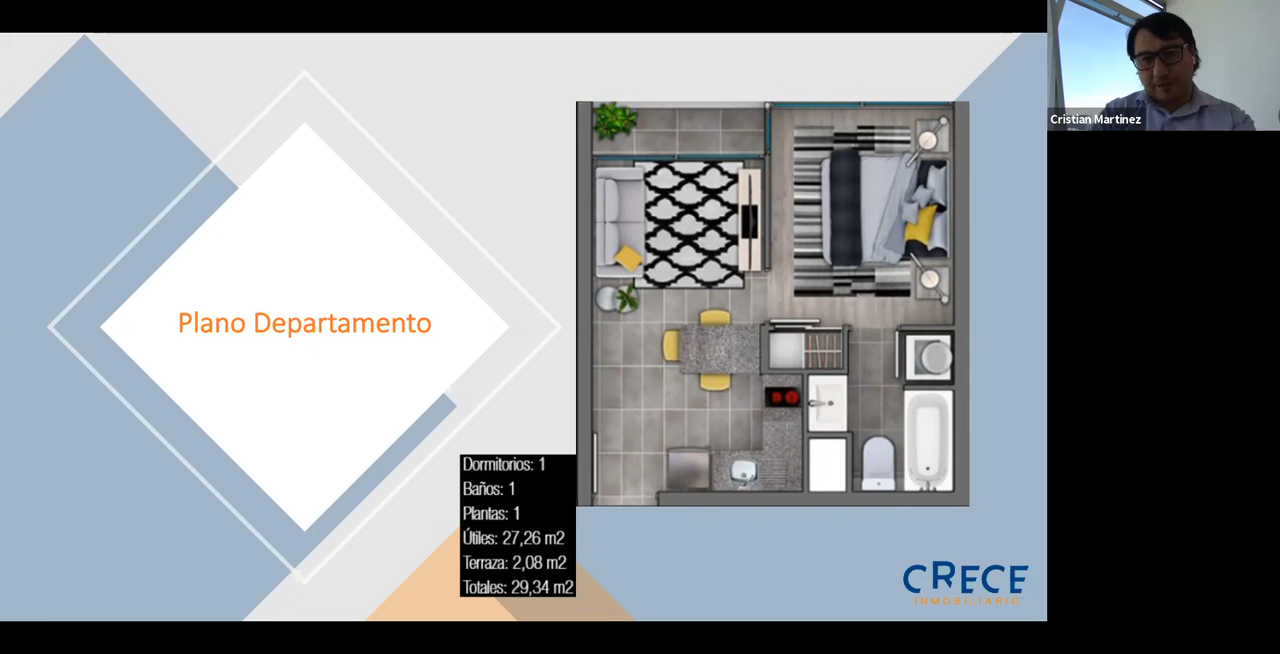 Cristian Martinez
Plano Departamento
Dormitorios: 1
Baños: 1
Plantas: 1
Útiles: 27,26 m2
Terraza: 2,08 m2
Totales: 29,34 m2
CRECE
INMOBILIARIO